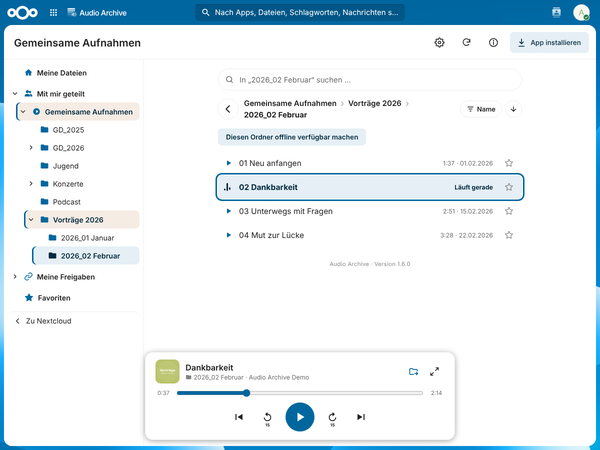 Audio Archive
Nach Apps, Dateien, Schlagworten, Nachrichten s...
A
Gemeinsame Aufnahmen
App installieren
Meine Dateien
Mit mir geteilt
Gemeinsame Aufnahmen
GD_2025
GD_2026
Jugend
Konzerte
Podcast
Vorträge 2026
2026_01 Januar
2026_02 Februar
Meine Freigaben
Favoriten
Zu Nextcloud
In „2026_02 Februar“ suchen ...
Gemeinsame Aufnahmen › Vorträge 2026 ›
2026_02 Februar
Name
Diesen Ordner offline verfügbar machen
01 Neu anfangen 1:37 · 01.02.2026
02 Dankbarkeit Läuft gerade
03 Unterwegs mit Fragen 2:51 · 15.02.2026
04 Mut zur Lücke 3:28 · 22.02.2026
Audio Archive · Version 1.6.0
Dankbarkeit
2026_02 Februar · Audio Archive Demo
0:37 2:14
15 15